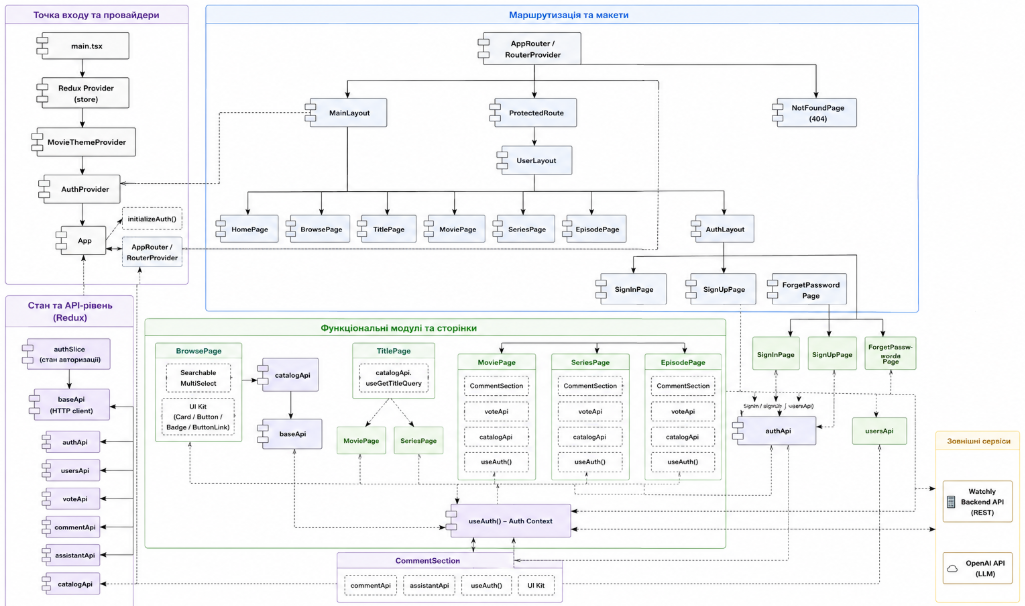 Точка входу та провайдери
main.tsx
Redux Provider
(store)
MovieThemeProvider
AuthProvider
initializeAuth()
App
AppRouter /
RouterProvider
Маршрутизація та макети
AppRouter /
RouterProvider
MainLayout
ProtectedRoute
NotFoundPage
(404)
UserLayout
HomePage
BrowsePage
TitlePage
MoviePage
SeriesPage
EpisodePage
AuthLayout
SignInPage
SignUpPage
ForgetPassword
Page
Стан та API-рівень
(Redux)
authSlice
(стан авторизації)
baseApi
(HTTP client)
authApi
usersApi
voteApi
commentApi
assistantApi
catalogApi
Функціональні модулі та сторінки
BrowsePage
Searchable
MultiSelect
UI Kit
(Card / Button /
Badge / ButtonLink)
catalogApi
baseApi
TitlePage
catalogApi.
useGetTitleQuery
MoviePage
SeriesPage
MoviePage
CommentSection
voteApi
catalogApi
useAuth()
SeriesPage
CommentSection
voteApi
catalogApi
useAuth()
EpisodePage
CommentSection
voteApi
catalogApi
useAuth()
useAuth() – Auth Context
SignInPage
SignUpPage
ForgetPassw-
Page
authApi
usersApi
CommentSection
commentApi
assistantApi
useAuth()
UI Kit
Зовнішні сервіси
Watchly
Backend API
(REST)
OpenAI API
(LLM)